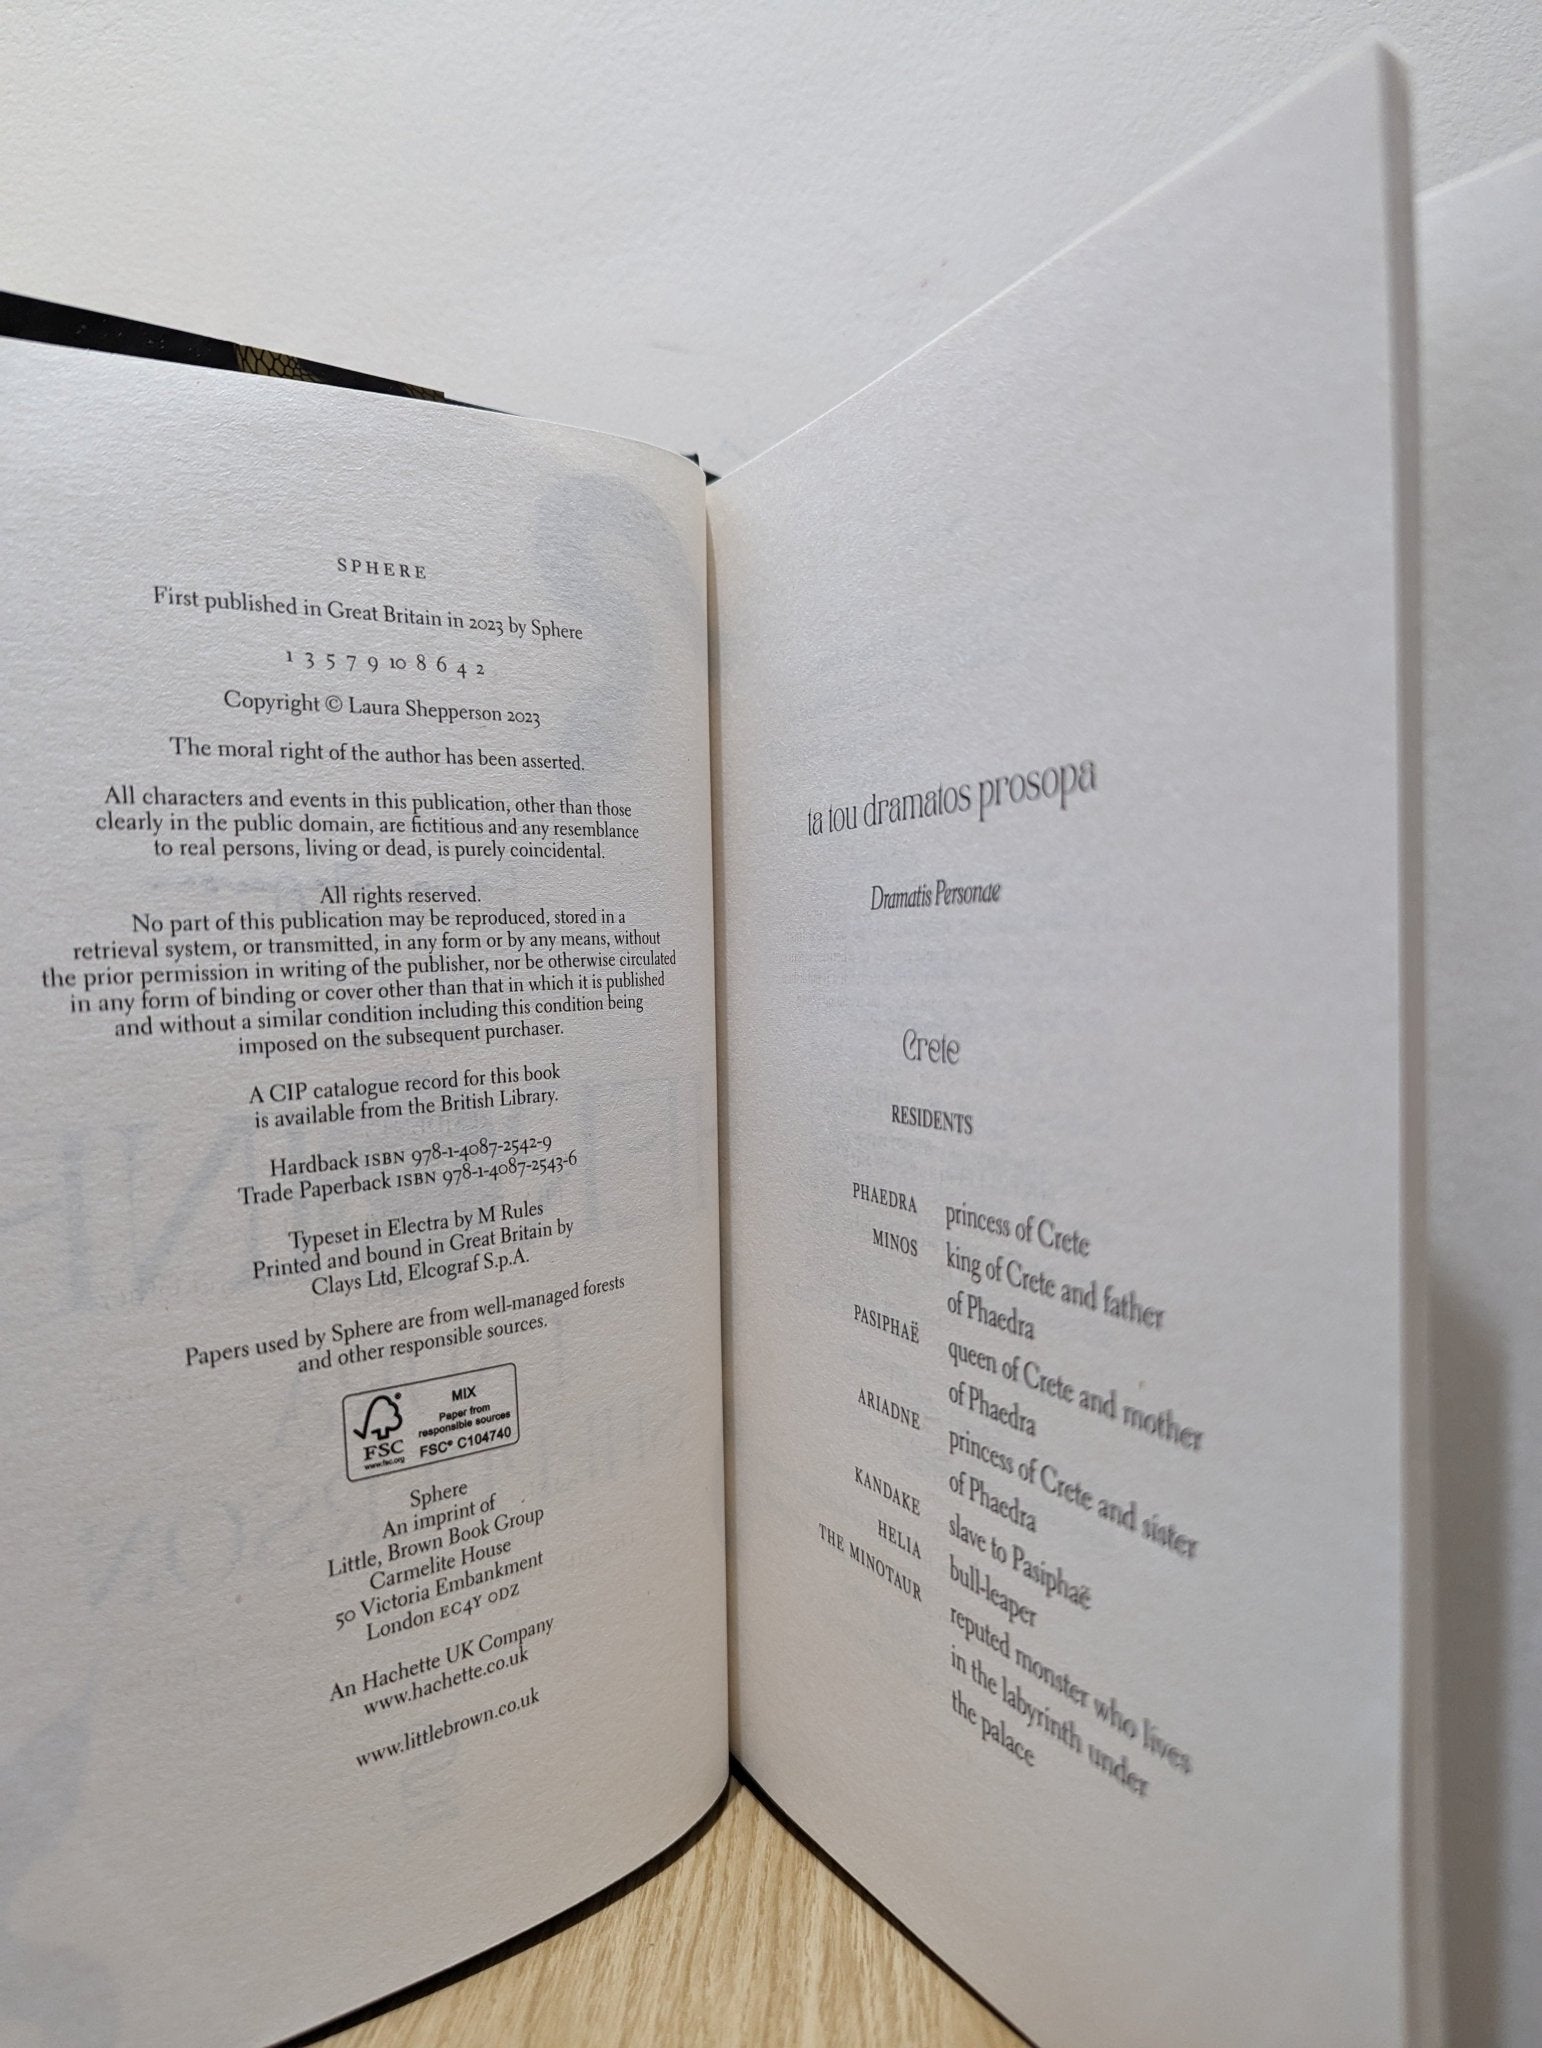 SPHERE
First published in Great Britain in 2023 by Sphere
1 3 5 7 9 10 8 6 4 2
Copyright © Laura Shepperson 2023
The moral right of the author has been asserted.
All characters and events in this publication, other than those
clearly in the public domain, are fictitious and any resemblance
to real persons, living or dead, is purely coincidental.
All rights reserved.
No part of this publication may be reproduced, stored in a
retrieval system, or transmitted, in any form or by any means, without
the prior permission in writing of the publisher, nor be otherwise circulated
in any form of binding or cover other than that in which it is published
and without a similar condition including this condition being
imposed on the subsequent purchaser.
A CIP catalogue record for this book
is available from the British Library.
Hardback ISBN 978-1-4087-2542-9
Trade Paperback ISBN 978-1-4087-2543-6
Typeset in Electra by M Rules
Printed and bound in Great Britain by
Clays Ltd, Elcograf S.p.A.
Papers used by Sphere are from well-managed forests
and other responsible sources.
FSC
www.fsc.org
MIX
Paper from
responsible sources
FSC® C104740
Sphere
An imprint of
Little, Brown Book Group
Carmelite House
50 Victoria Embankment
London EC4Y 0DZ
An Hachette UK Company
www.hachette.co.uk
www.littlebrown.co.uk
ta tou dramatos prosopa
Dramatis Personae
Crete
RESIDENTS
PHAEDRA princess of Crete
MINOS king of Crete and father
of Phaedra
PASIPHAË queen of Crete and mother
of Phaedra
ARIADNE princess of Crete and sister
of Phaedra
KANDAKE slave to Pasiphaë
HELIA bull-leaper
THE MINOTAUR reputed monster who lives
in the labyrinth under
the palace